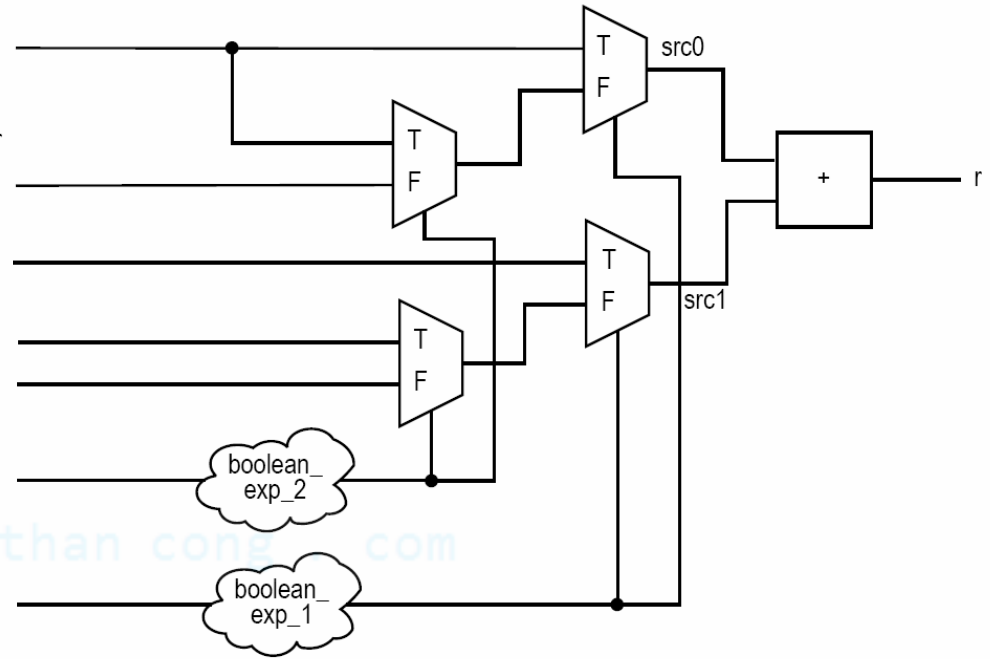 T
src0
F
T
F
+
r
T
F
src1
T
F
boolean_
exp_2
than cong . com
boolean_
exp_1